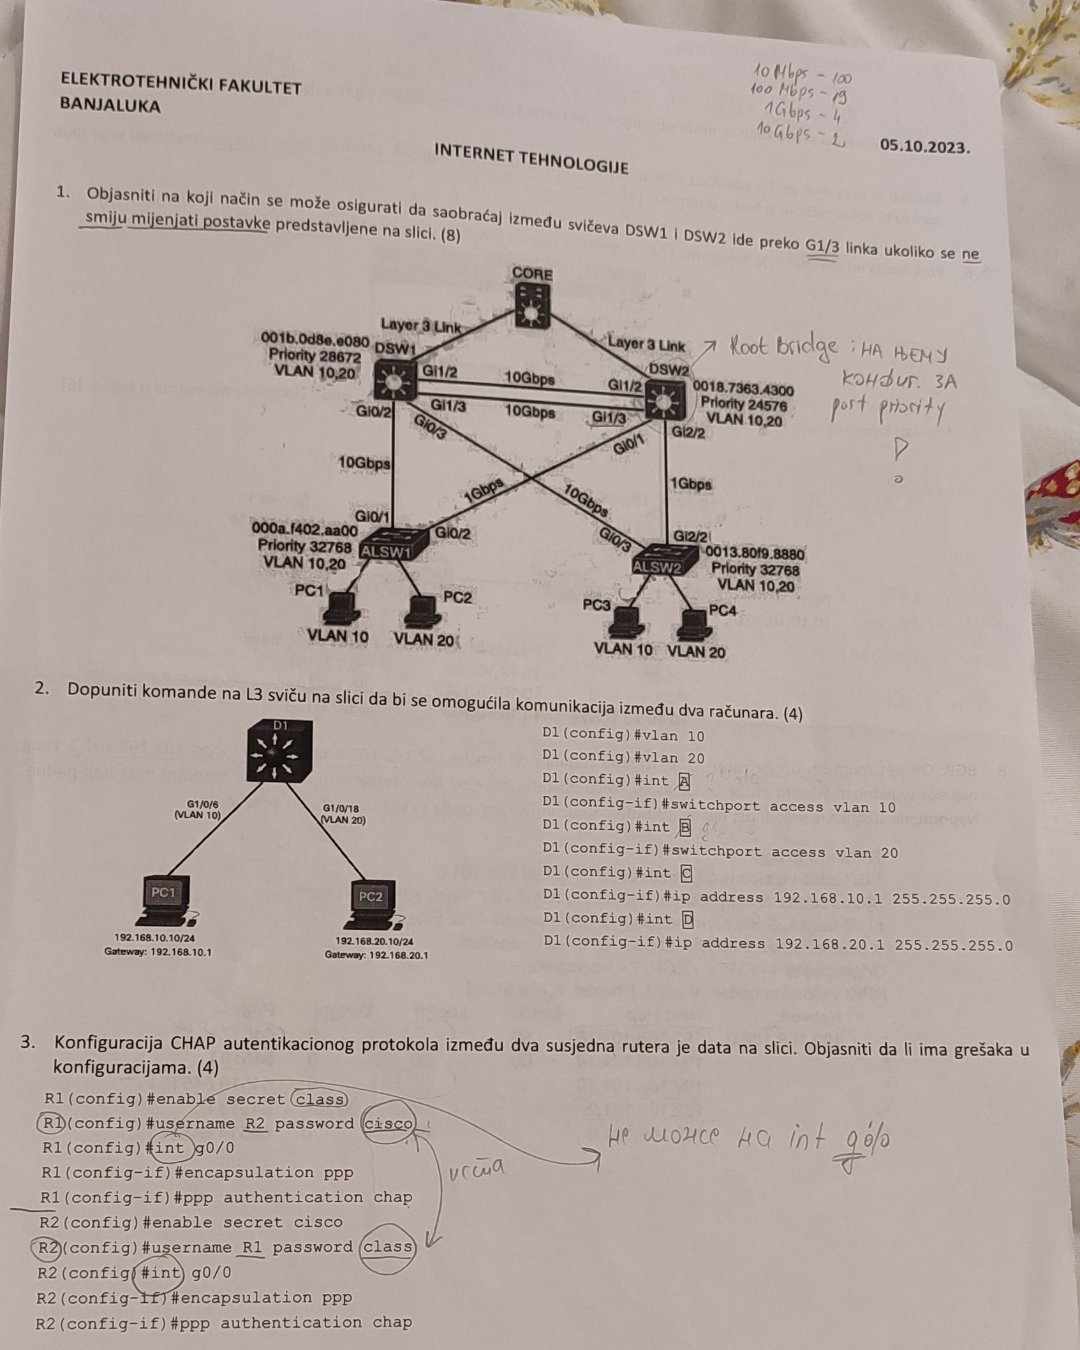 ELEKTROTEHNIČKI FAKULTET
BANJALUKA
10 Mbps - 100
100 Mbps - 19
1Gbps - 4
10Gbps - 2
05.10.2023.
INTERNET TEHNOLOGIJE
1. Objasniti na koji način se može osigurati da saobraćaj između svičeva DSW1 i DSW2 ide preko G1/3 linka ukoliko se ne
smiju mijenjati postavke predstavljene na slici. (8)
CORE
Layer 3 Link
Layer 3 Link
001b.0d8e.e080
Priority 28672
VLAN 10,20
DSW1
DSW2
0018.7363.4300
Priority 24576
VLAN 10,20
Root Bridge : НА ЊЕМУ
КОНФИГ. ЗА
port priority
?
Gi1/2
10Gbps
Gi1/2
Gi1/3
10Gbps
Gi1/3
Gi0/2
Gi0/3
Gi0/1
Gi2/2
10Gbps
1Gbps
10Gbps
1Gbps
Gi0/1
Gi0/2
Gi0/3
Gi2/2
000a.f402.aa00
Priority 32768
VLAN 10,20
ALSW1
ALSW2
0013.80f9.8880
Priority 32768
VLAN 10,20
PC1
PC2
PC3
PC4
VLAN 10
VLAN 20
VLAN 10
VLAN 20
2. Dopuniti komande na L3 sviču na slici da bi se omogućila komunikacija između dva računara. (4)
D1
G1/0/6
(VLAN 10)
G1/0/18
(VLAN 20)
PC1
PC2
192.168.10.10/24
Gateway: 192.168.10.1
192.168.20.10/24
Gateway: 192.168.20.1
D1(config)#vlan 10
D1(config)#vlan 20
D1(config)#int A
D1(config-if)#switchport access vlan 10
D1(config)#int B
D1(config-if)#switchport access vlan 20
D1(config)#int C
D1(config-if)#ip address 192.168.10.1 255.255.255.0
D1(config)#int D
D1(config-if)#ip address 192.168.20.1 255.255.255.0
3. Konfiguracija CHAP autentikacionog protokola između dva susjedna rutera je data na slici. Objasniti da li ima grešaka u
konfiguracijama. (4)
R1(config)#enable secret class
R1(config)#username R2 password cisco
R1(config)#int g0/0
R1(config-if)#encapsulation ppp
R1(config-if)#ppp authentication chap
R2(config)#enable secret cisco
R2(config)#username R1 password class
R2(config)#int g0/0
R2(config-if)#encapsulation ppp
R2(config-if)#ppp authentication chap
не може на int g0/0